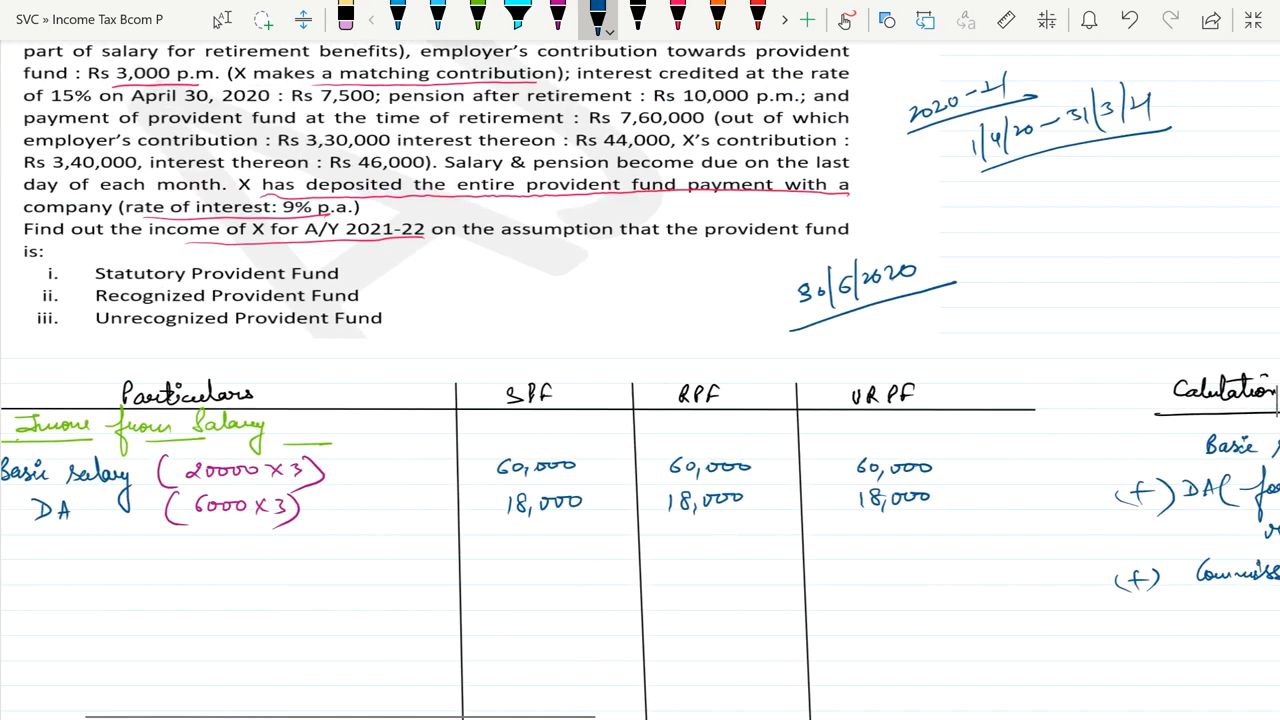 SVC » Income Tax Bcom P
part of salary for retirement benefits), employer's contribution towards provident
fund : Rs 3,000 p.m. (X makes a matching contribution); interest credited at the rate
of 15% on April 30, 2020 : Rs 7,500; pension after retirement : Rs 10,000 p.m.; and
payment of provident fund at the time of retirement : Rs 7,60,000 (out of which
employer's contribution : Rs 3,30,000 interest thereon : Rs 44,000, X's contribution :
Rs 3,40,000, interest thereon : Rs 46,000). Salary & pension become due on the last
day of each month. X has deposited the entire provident fund payment with a
company (rate of interest: 9% p.a.)
Find out the income of X for A/Y 2021-22 on the assumption that the provident fund
is:
i. Statutory Provident Fund
ii. Recognized Provident Fund
iii. Unrecognized Provident Fund
2020-21
1/4/20 - 31/3/21
30/6/2020
Particulars SPF RPF URPF
Income from Salary
Basic salary (20000 x 3) 60,000 60,000 60,000
DA (6000 x 3) 18,000 18,000 18,000
Calulation
Basic
(+) DA (
(+)